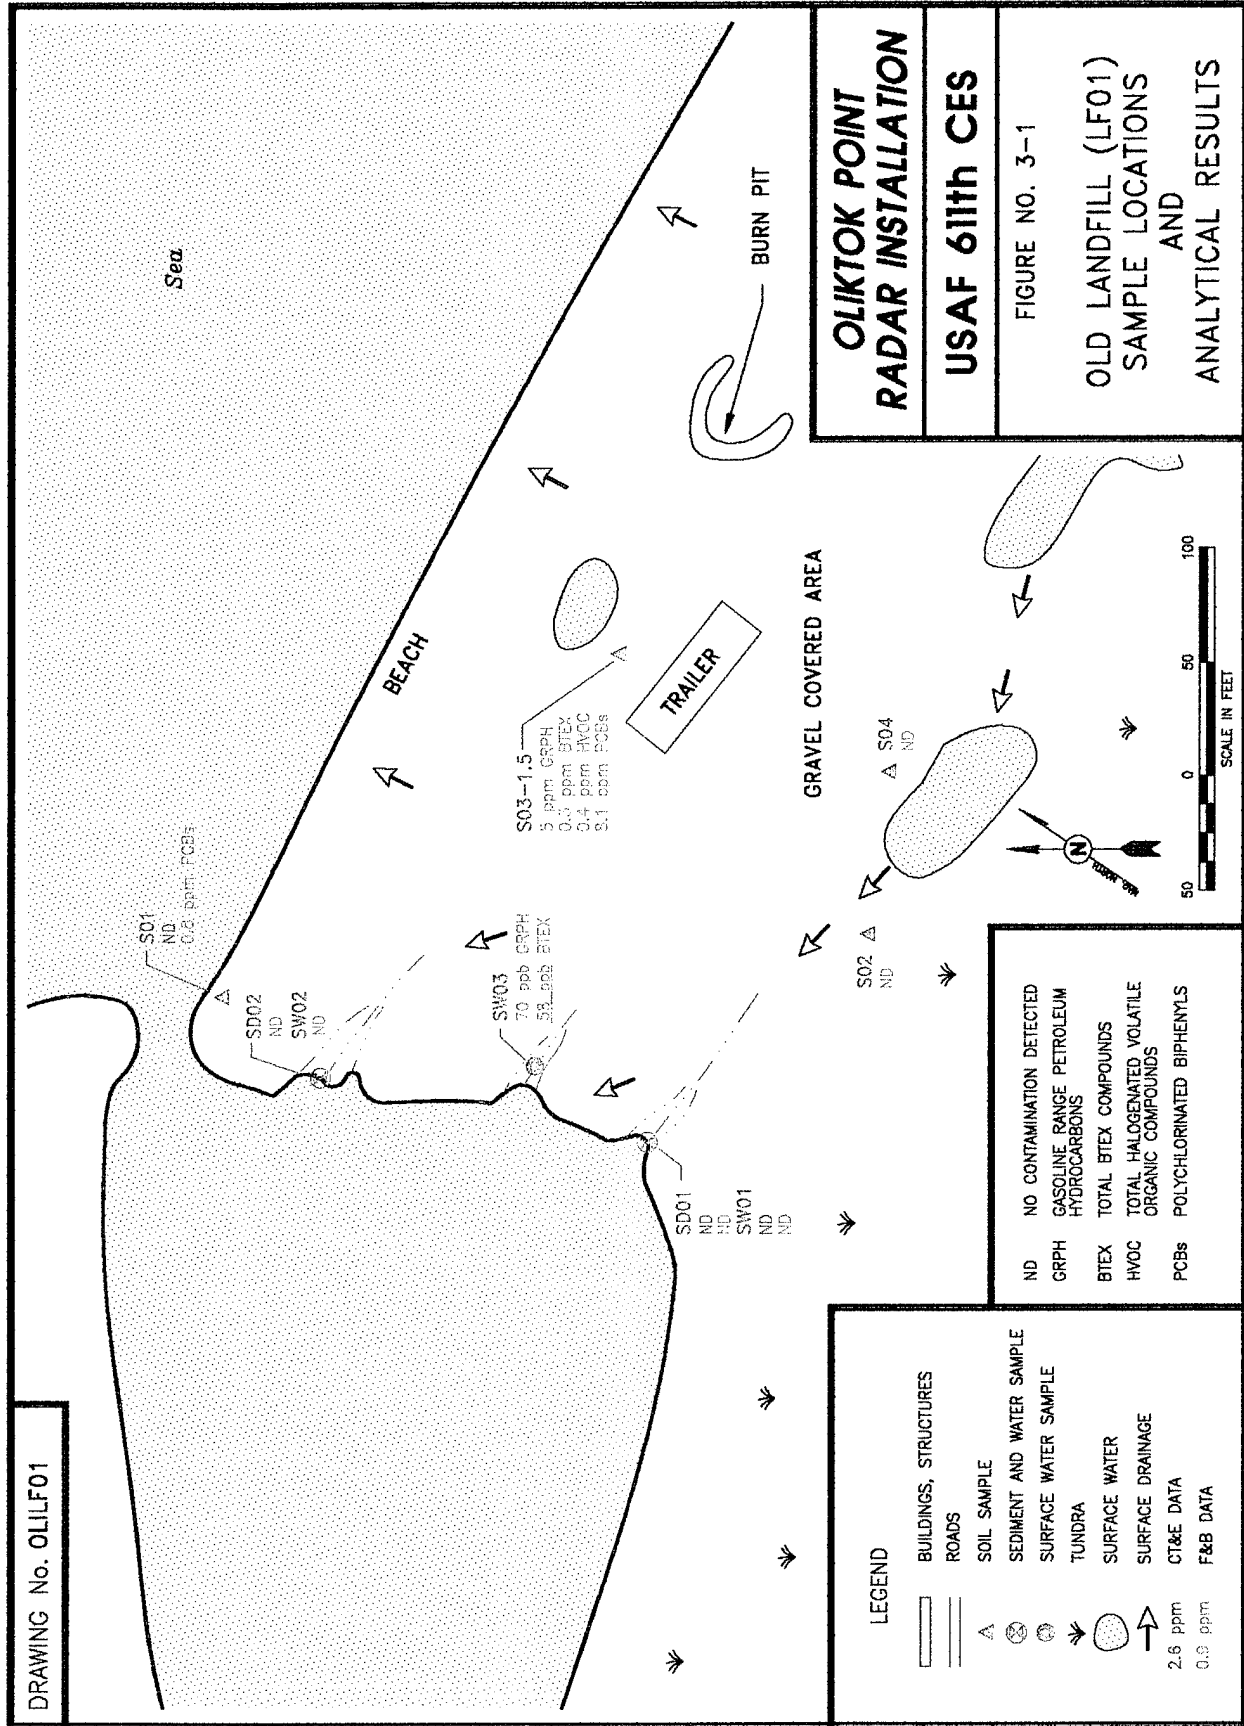 DRAWING No. OLILF01
Sea
BEACH
S01
ND
0.8 ppm PCBs
SD02
ND
SW02
ND
SW03
70 ppb GRPH
58 ppb BTEX
SD01
ND
ND
SW01
ND
ND
S03-1.5
5 ppm GRPH
ppm BTEX
0.4 ppm HVOC
ppm PCBs
TRAILER
BURN PIT
GRAVEL COVERED AREA
S02
ND
S04
ND
N
50
0
50
100
SCALE IN FEET
LEGEND
BUILDINGS, STRUCTURES
ROADS
SOIL SAMPLE
SEDIMENT AND WATER SAMPLE
SURFACE WATER SAMPLE
TUNDRA
SURFACE WATER
SURFACE DRAINAGE
2.6 ppm CT&E DATA
0.9 ppm F&B DATA
ND NO CONTAMINATION DETECTED
GRPH GASOLINE RANGE PETROLEUM
HYDROCARBONS
BTEX TOTAL BTEX COMPOUNDS
HVOC TOTAL HALOGENATED VOLATILE
ORGANIC COMPOUNDS
PCBs POLYCHLORINATED BIPHENYLS
OLIKTOK POINT
RADAR INSTALLATION
USAF 611th CES
FIGURE NO. 3-1
OLD LANDFILL (LF01)
SAMPLE LOCATIONS
AND
ANALYTICAL RESULTS